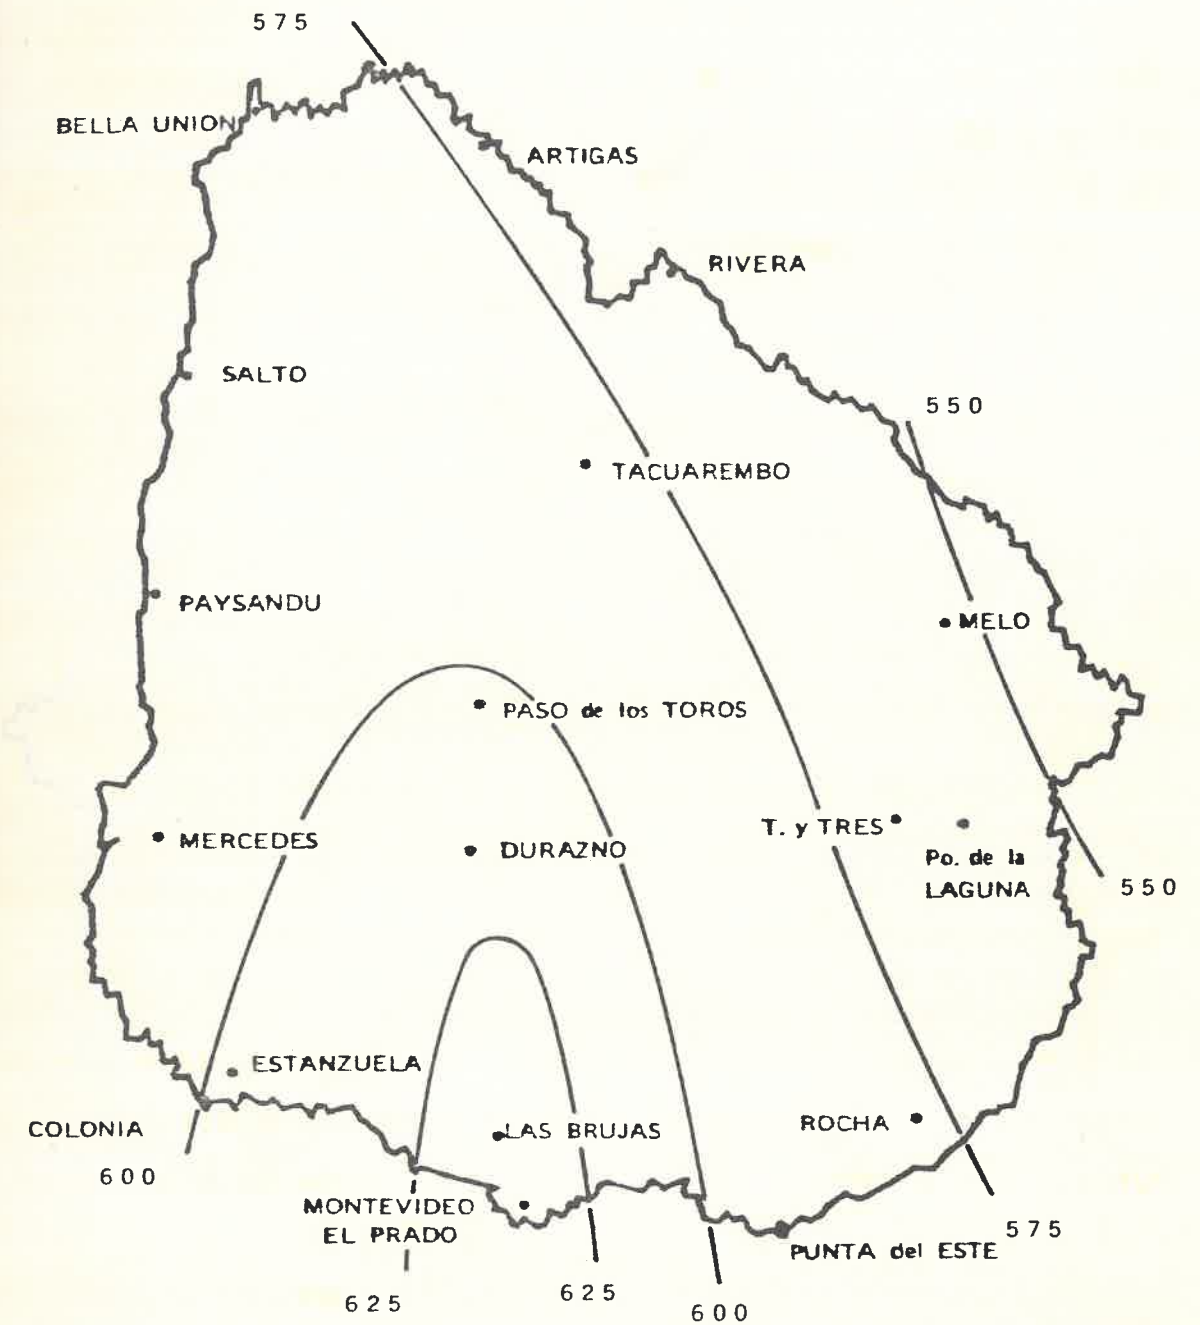 575
BELLA UNION
ARTIGAS
RIVERA
SALTO
550
TACUAREMBO
PAYSANDU
MELO
PASO de los TOROS
T. y TRES
MERCEDES
DURAZNO
Po. de la
LAGUNA
550
ESTANZUELA
COLONIA
LAS BRUJAS
ROCHA
600
MONTEVIDEO
EL PRADO
575
PUNTA del ESTE
625
625
600